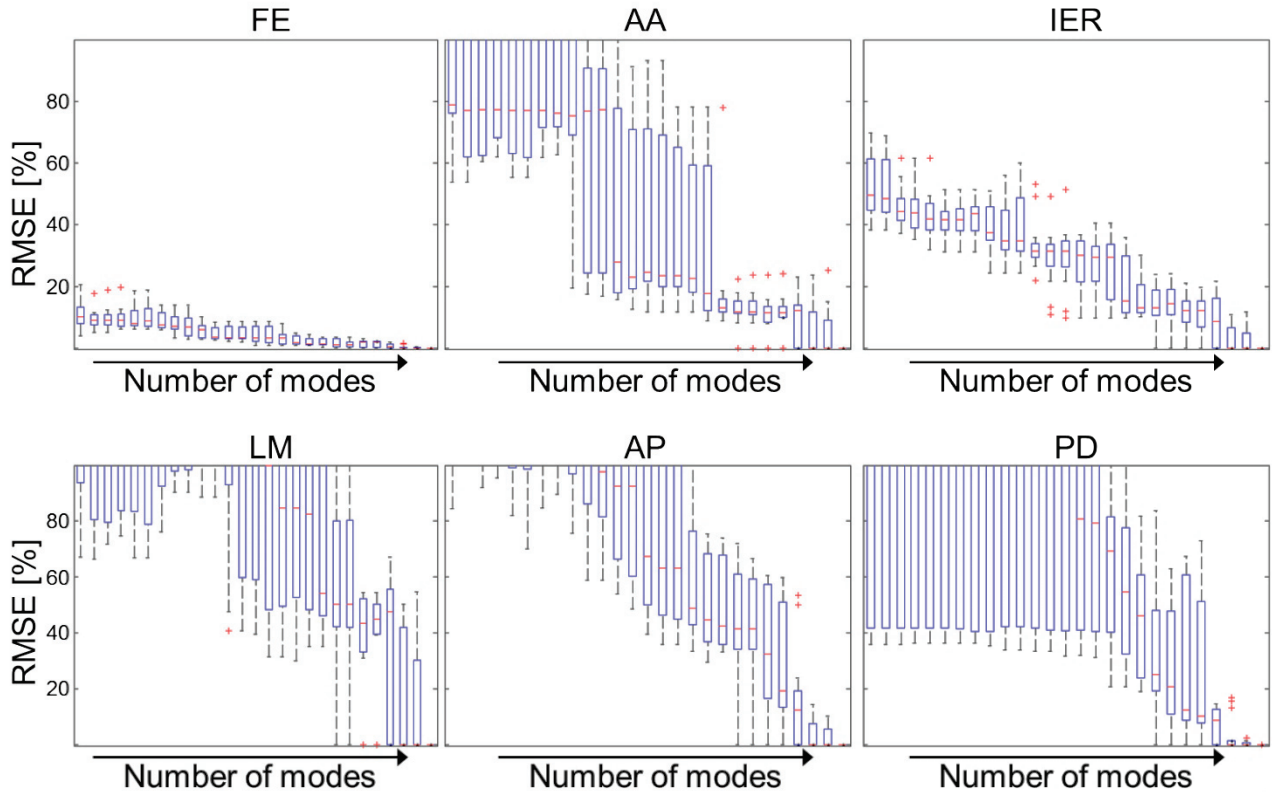 FE
AA
IER
RMSE [%]
80
60
40
20
Number of modes
Number of modes
Number of modes
LM
AP
PD
RMSE [%]
80
60
40
20
Number of modes
Number of modes
Number of modes